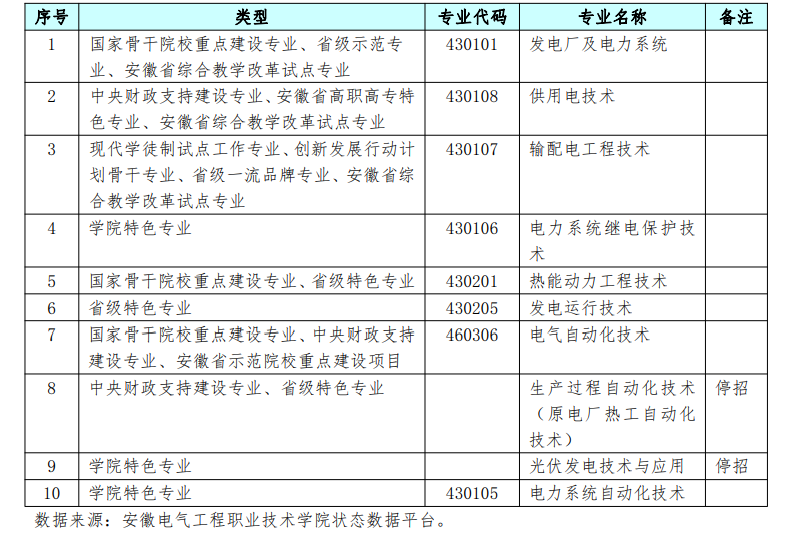 序号 类型 专业代码 专业名称 备注
1 国家骨干院校重点建设专业、省级示范专 430101 发电厂及电力系统
业、安徽省综合教学改革试点专业
2 中央财政支持建设专业、安徽省高职高专特 430108 供用电技术
色专业、安徽省综合教学改革试点专业
3 现代学徒制试点工作专业、创新发展行动计 430107 输配电工程技术
划骨干专业、省级一流品牌专业、安徽省综
合教学改革试点专业
4 学院特色专业 430106 电力系统继电保护技
术
5 国家骨干院校重点建设专业、省级特色专业 430201 热能动力工程技术
6 省级特色专业 430205 发电运行技术
7 国家骨干院校重点建设专业、中央财政支持 460306 电气自动化技术
建设专业、安徽省示范院校重点建设项目
8 中央财政支持建设专业、省级特色专业 生产过程自动化技术 停招
（原电厂热工自动化
技术）
9 学院特色专业 光伏发电技术与应用 停招
10 学院特色专业 430105 电力系统自动化技术
数据来源：安徽电气工程职业技术学院状态数据平台。